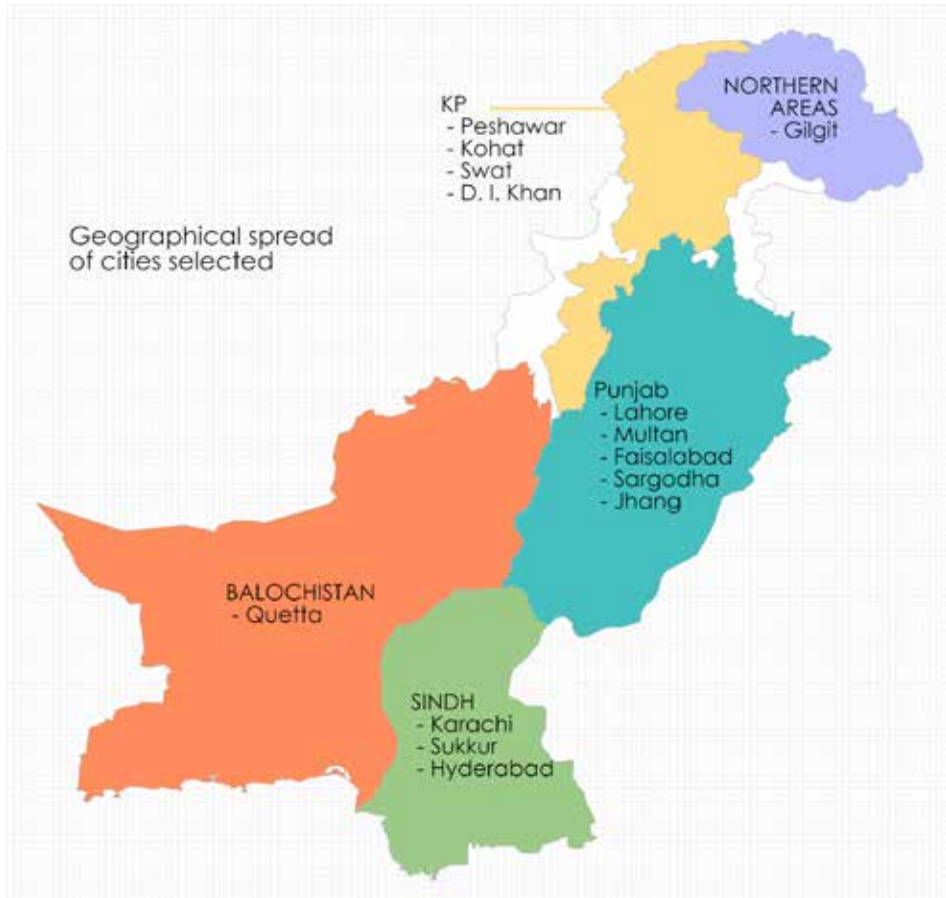 NORTHERN
AREAS
- Gilgit
KP
- Peshawar
- Kohat
- Swat
- D. I. Khan
Geographical spread
of cities selected
Punjab
- Lahore
- Multan
- Faisalabad
- Sargodha
- Jhang
BALOCHISTAN
- Quetta
SINDH
- Karachi
- Sukkur
- Hyderabad